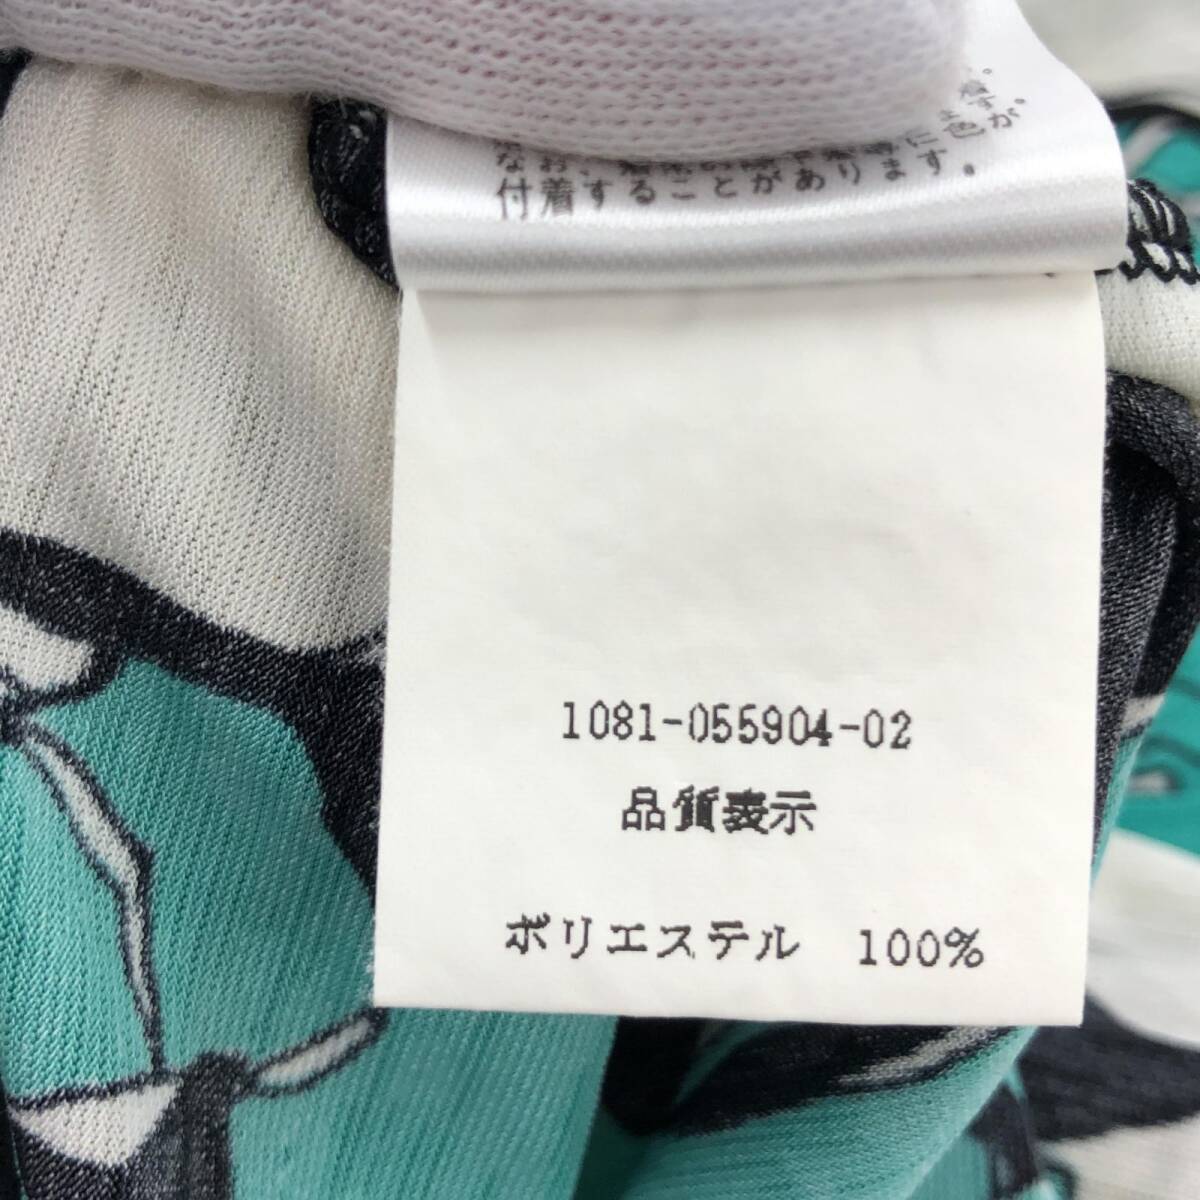 付着することがあります。
1081-055904-02
品質表示
ポリエステル 100%